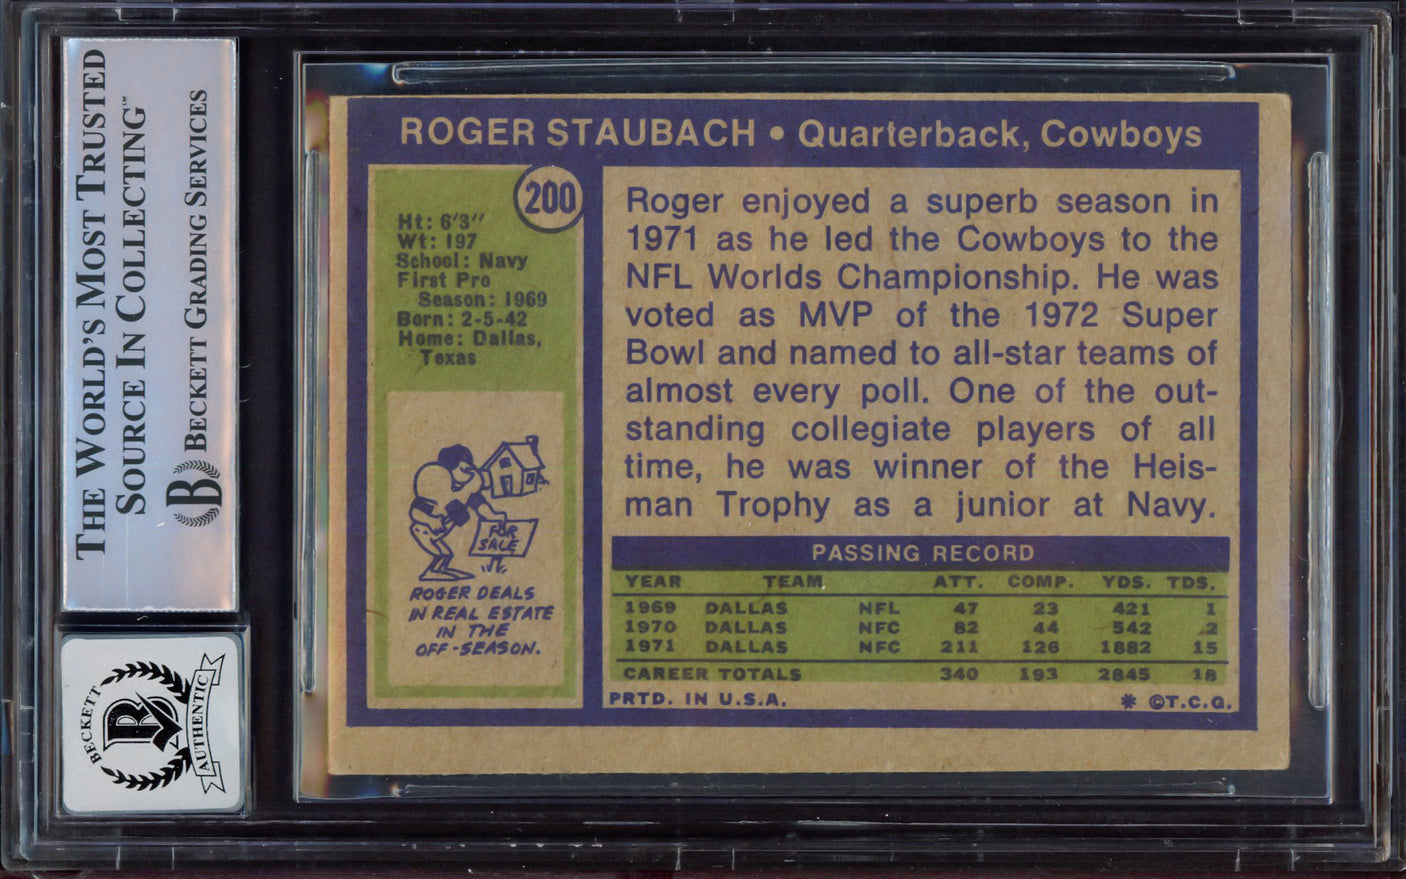 THE WORLD'S MOST TRUSTED
SOURCE IN COLLECTING™
BECKETT GRADING SERVICES
B
BECKETT
B
AUTHENTIC
ROGER STAUBACH • Quarterback, Cowboys
200
Ht: 6'3"
Wt: 197
School: Navy
First Pro
Season: 1969
Born: 2-5-42
Home: Dallas,
Texas
FOR
SALE
ROGER DEALS
IN REAL ESTATE
IN THE
OFF-SEASON.
Roger enjoyed a superb season in
1971 as he led the Cowboys to the
NFL Worlds Championship. He was
voted as MVP of the 1972 Super
Bowl and named to all-star teams of
almost every poll. One of the out-
standing collegiate players of all
time, he was winner of the Heis-
man Trophy as a junior at Navy.
PASSING RECORD
YEAR TEAM ATT. COMP. YDS. TDS.
1969 DALLAS NFL 47 23 421 1
1970 DALLAS NFC 82 44 542 2
1971 DALLAS NFC 211 126 1882 15
CAREER TOTALS 340 193 2845 18
PRTD. IN U.S.A. * ©T.C.G.